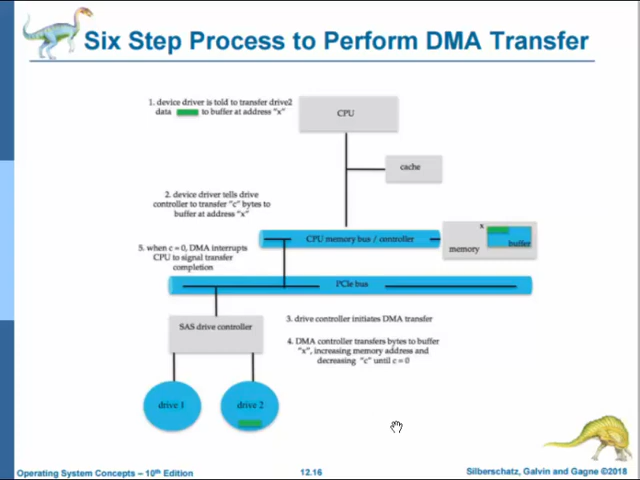 Six Step Process to Perform DMA Transfer
1. device driver is told to transfer drive2
data to buffer at address "x"
CPU
cache
2. device driver tells drive
controller to transfer "c" bytes to
buffer at address "x"
CPU memory bus / controller
x
buffer
memory
5. when c = 0, DMA interrupts
CPU to signal transfer
completion
PCIe bus
SAS drive controller
3. drive controller initiates DMA transfer
4. DMA controller transfers bytes to buffer
"x", increasing memory address and
decreasing "c" until c = 0
drive 1
drive 2
Operating System Concepts – 10th Edition
12.16
Silberschatz, Galvin and Gagne ©2018